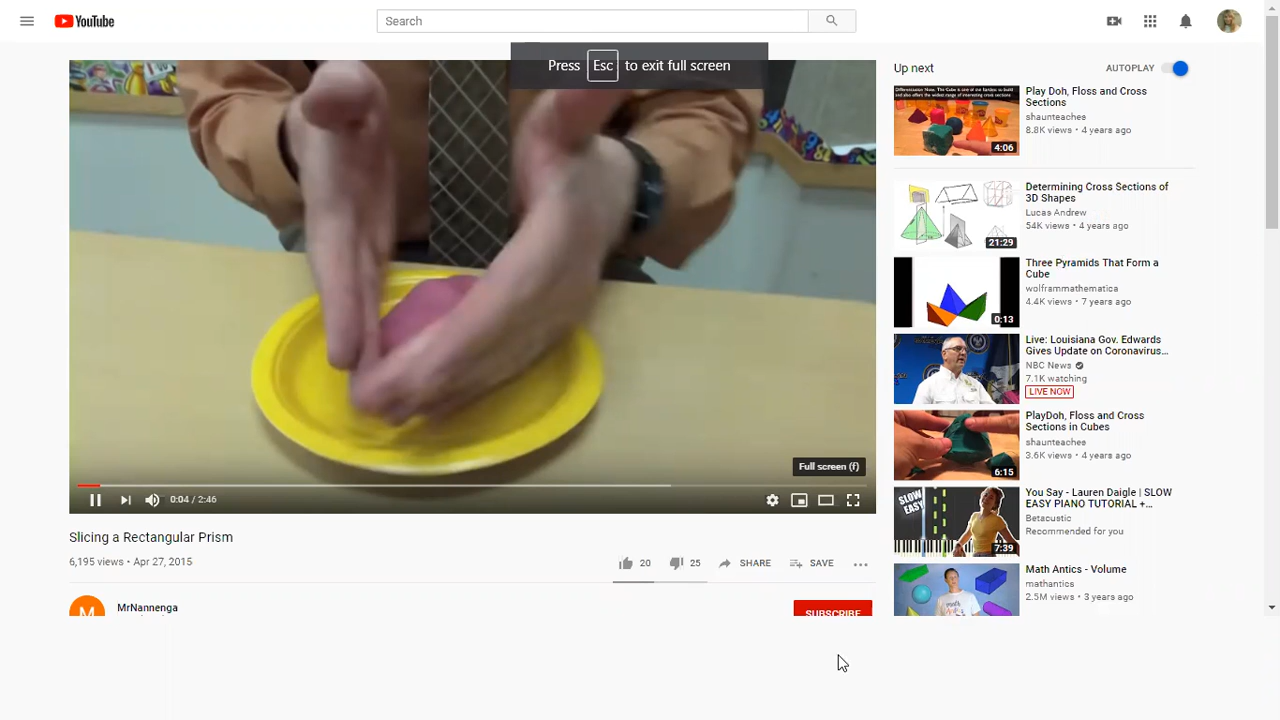 YouTube
Search
Press Esc to exit full screen
Full screen (f)
0:04 / 2:46
Slicing a Rectangular Prism
6,195 views • Apr 27, 2015
20
25
SHARE
SAVE
M
MrNannenga
SUBSCRIBE
Up next
AUTOPLAY
4:06
Play Doh, Floss and Cross
Sections
shaunteaches
8.8K views • 4 years ago
21:29
Determining Cross Sections of
3D Shapes
Lucas Andrew
54K views • 4 years ago
0:13
Three Pyramids That Form a
Cube
wolframmathematica
4.4K views • 7 years ago
Live: Louisiana Gov. Edwards
Gives Update on Coronavirus...
NBC News
7.1K watching
LIVE NOW
6:15
PlayDoh, Floss and Cross
Sections in Cubes
shaunteaches
3.6K views • 4 years ago
SLOW
EASY
7:39
You Say - Lauren Daigle | SLOW
EASY PIANO TUTORIAL +...
Betacustic
Recommended for you
Math Antics - Volume
mathantics
2.5M views • 3 years ago